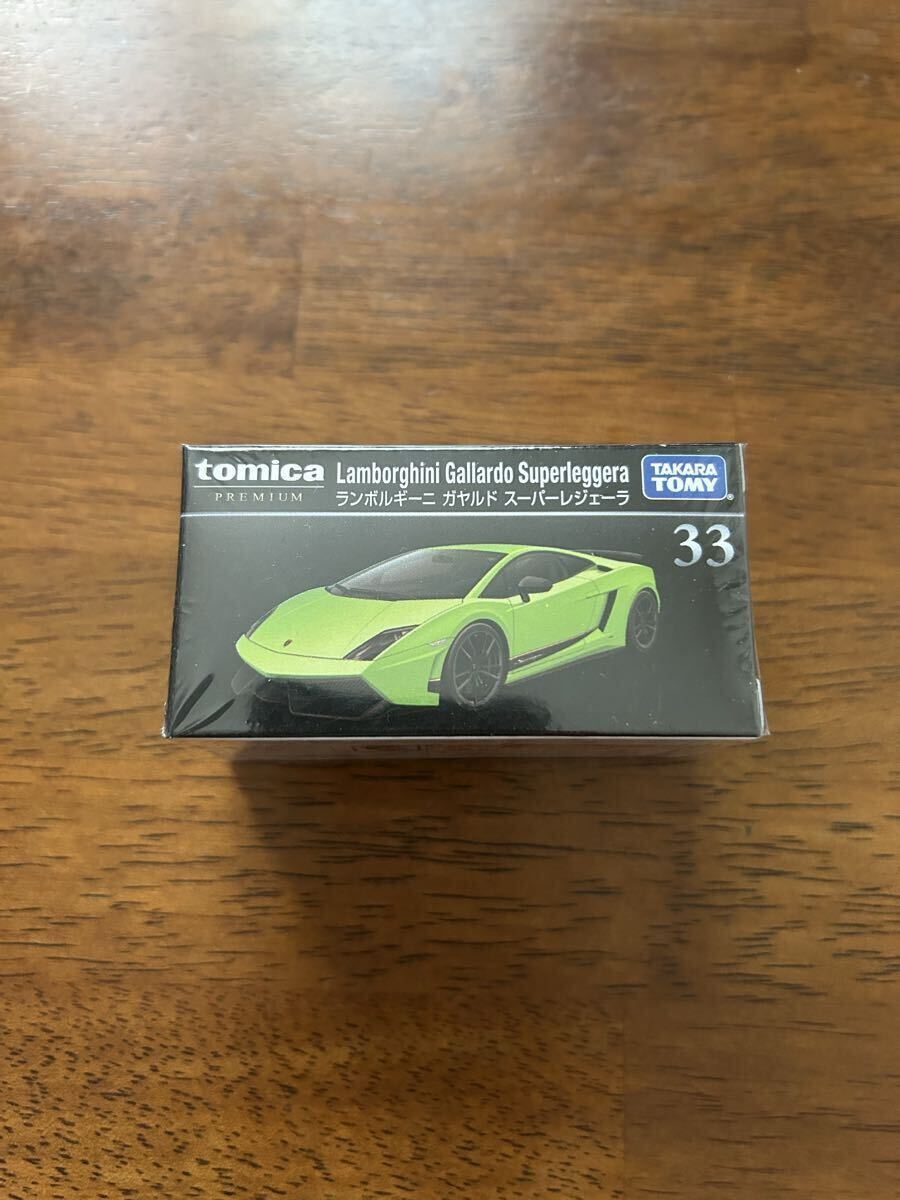 tomica
PREMIUM
Lamborghini Gallardo Superleggera
ランボルギーニ ガヤルド スーパーレジェーラ
TAKARA
TOMY®
33